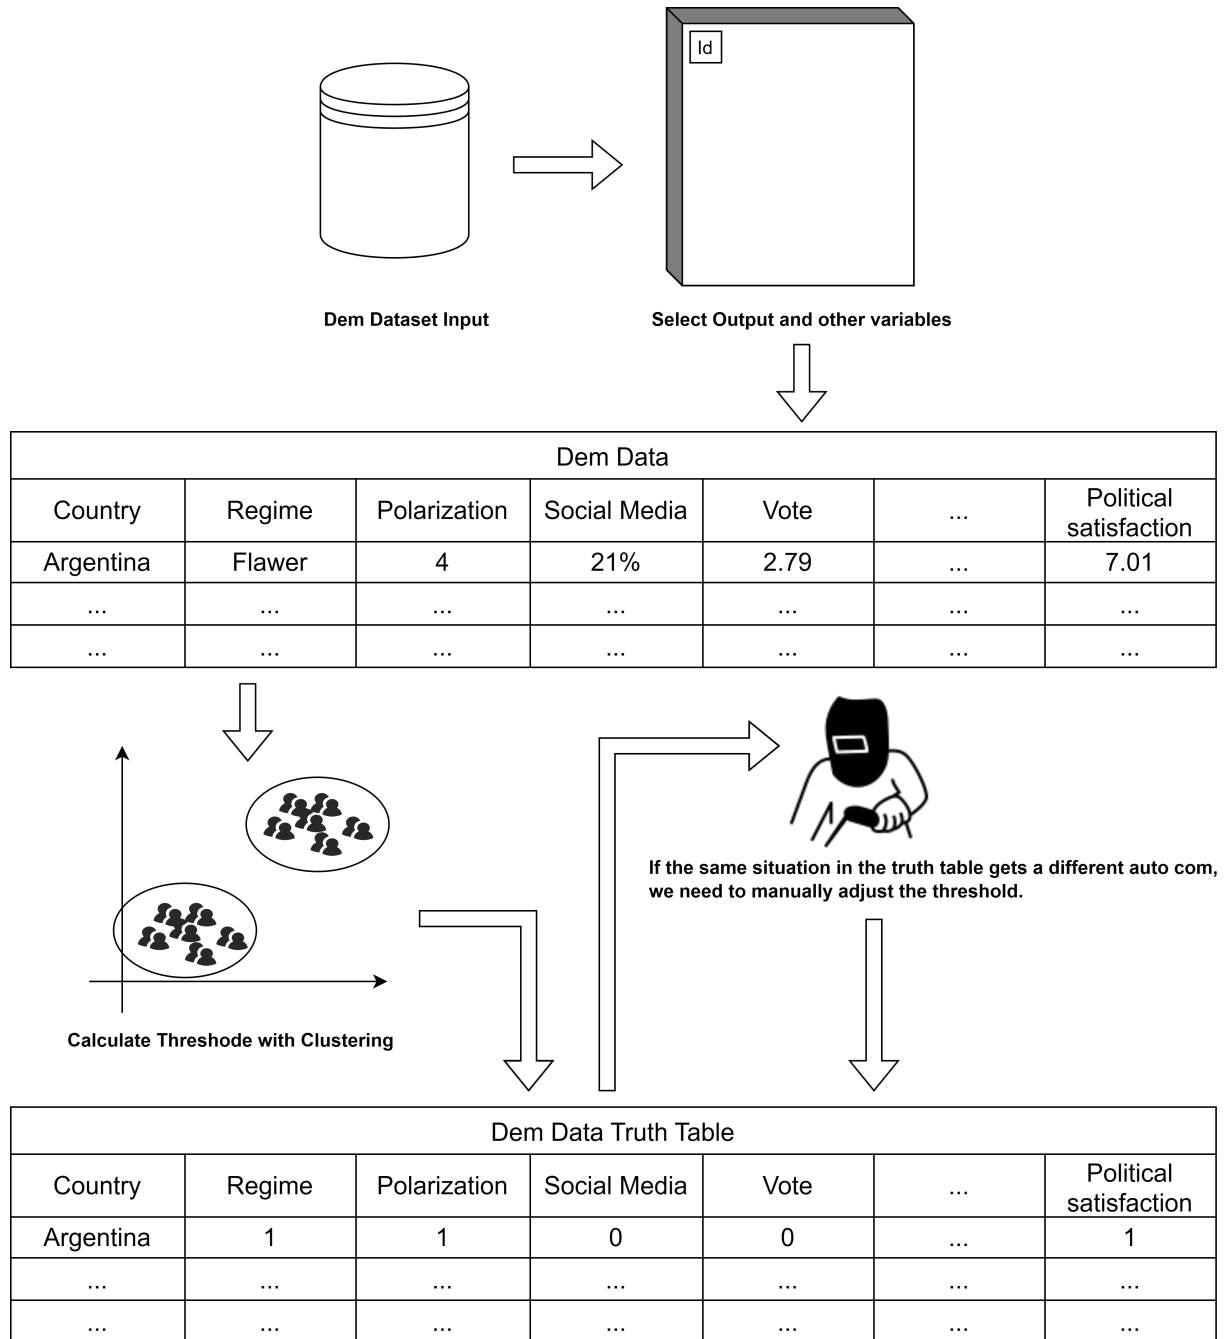 Id
Dem Dataset Input
Select Output and other variables
Dem Data
Country Regime Polarization Social Media Vote ... Political satisfaction
Argentina Flawer 4 21% 2.79 ... 7.01
... ... ... ... ... ... ...
... ... ... ... ... ... ...
If the same situation in the truth table gets a different auto com,
we need to manually adjust the threshold.
Calculate Threshode with Clustering
Dem Data Truth Table
Country Regime Polarization Social Media Vote ... Political satisfaction
Argentina 1 1 0 0 ... 1
... ... ... ... ... ... ...
... ... ... ... ... ... ...